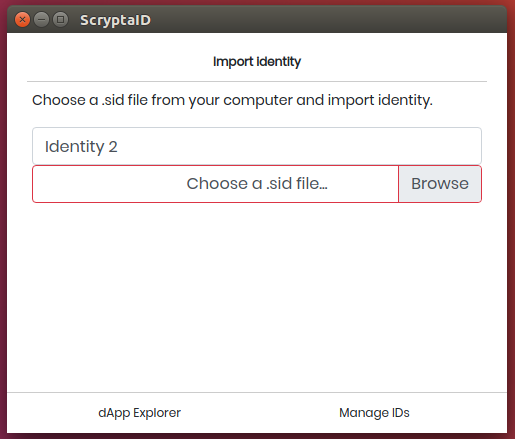 ScryptaID
Import Identity
Choose a .sid file from your computer and import identity.
Identity 2
Choose a .sid file... Browse
dApp Explorer Manage IDs